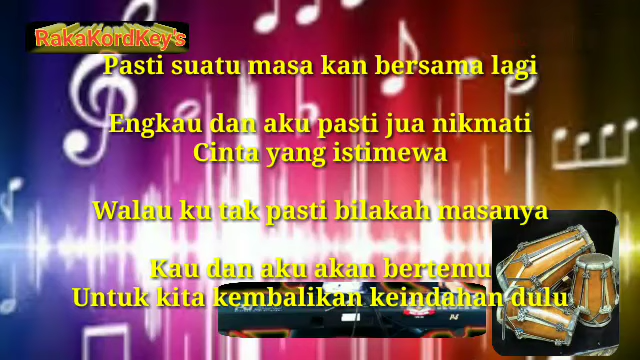 RakaKordKey's
Pasti suatu masa kan bersama lagi
Engkau dan aku pasti jua nikmati
Cinta yang istimewa
Walau ku tak pasti bilakah masanya
Kau dan aku akan bertemu
Untuk kita kembalikan keindahan dulu